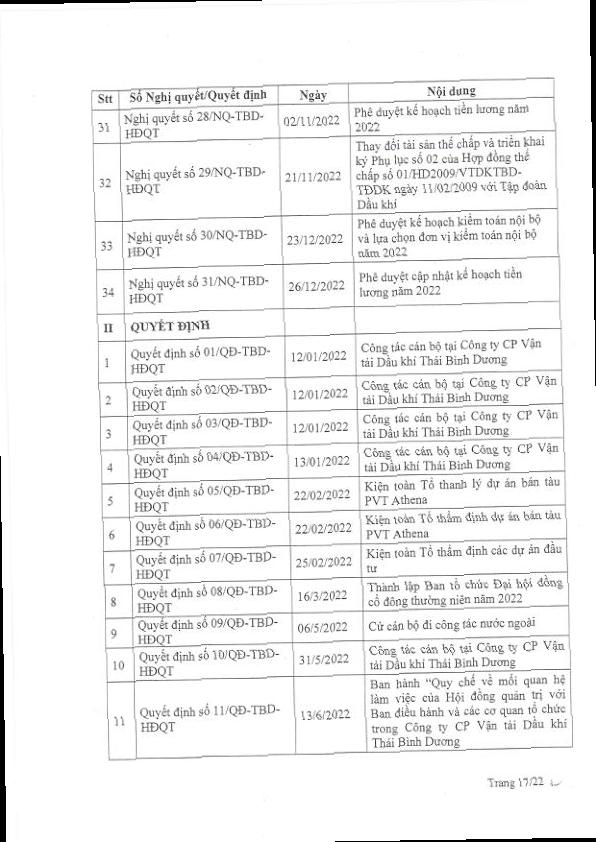 Stt Số Nghị quyết/Quyết định Ngày Nội dung
31 Nghị quyết số 28/NQ-TBD-
HĐQT 02/11/2022 Phê duyệt kế hoạch tiền lương năm
2022
32 Nghị quyết số 29/NQ-TBD-
HĐQT 21/11/2022 Thay đổi tài sản thế chấp và triển khai
ký Phụ lục số 02 của Hợp đồng thế
chấp số 01/HD2009/VTDKTBD-
TĐDK ngày 11/02/2009 với Tập đoàn
Dầu khí
33 Nghị quyết số 30/NQ-TBD-
HĐQT 23/12/2022 Phê duyệt kế hoạch kiểm toán nội bộ
và lựa chọn đơn vị kiểm toán nội bộ
năm 2022
34 Nghị quyết số 31/NQ-TBD-
HĐQT 26/12/2022 Phê duyệt cập nhật kế hoạch tiền
lương năm 2022
II QUYẾT ĐỊNH
1 Quyết định số 01/QĐ-TBD-
HĐQT 12/01/2022 Công tác cán bộ tại Công ty CP Vận
tải Dầu khí Thái Bình Dương
2 Quyết định số 02/QĐ-TBD-
HĐQT 12/01/2022 Công tác cán bộ tại Công ty CP Vận
tải Dầu khí Thái Bình Dương
3 Quyết định số 03/QĐ-TBD-
HĐQT 12/01/2022 Công tác cán bộ tại Công ty CP Vận
tải Dầu khí Thái Bình Dương
4 Quyết định số 04/QĐ-TBD-
HĐQT 13/01/2022 Công tác cán bộ tại Công ty CP Vận
tải Dầu khí Thái Bình Dương
5 Quyết định số 05/QĐ-TBD-
HĐQT 22/02/2022 Kiện toàn Tổ thanh lý dự án bán tàu
PVT Athena
6 Quyết định số 06/QĐ-TBD-
HĐQT 22/02/2022 Kiện toàn Tổ thẩm định dự án bán tàu
PVT Athena
7 Quyết định số 07/QĐ-TBD-
HĐQT 25/02/2022 Kiện toàn Tổ thẩm định các dự án đầu
tư
8 Quyết định số 08/QĐ-TBD-
HĐQT 16/3/2022 Thành lập Ban tổ chức Đại hội đồng
cổ đông thường niên năm 2022
9 Quyết định số 09/QĐ-TBD-
HĐQT 06/5/2022 Cử cán bộ đi công tác nước ngoài
10 Quyết định số 10/QĐ-TBD-
HĐQT 31/5/2022 Công tác cán bộ tại Công ty CP Vận
tải Dầu khí Thái Bình Dương
11 Quyết định số 11/QĐ-TBD-
HĐQT 13/6/2022 Ban hành “Quy chế về mối quan hệ
làm việc của Hội đồng quản trị với
Ban điều hành và các cơ quan tổ chức
trong Công ty CP Vận tải Dầu khí
Thái Bình Dương
Trang 17/22